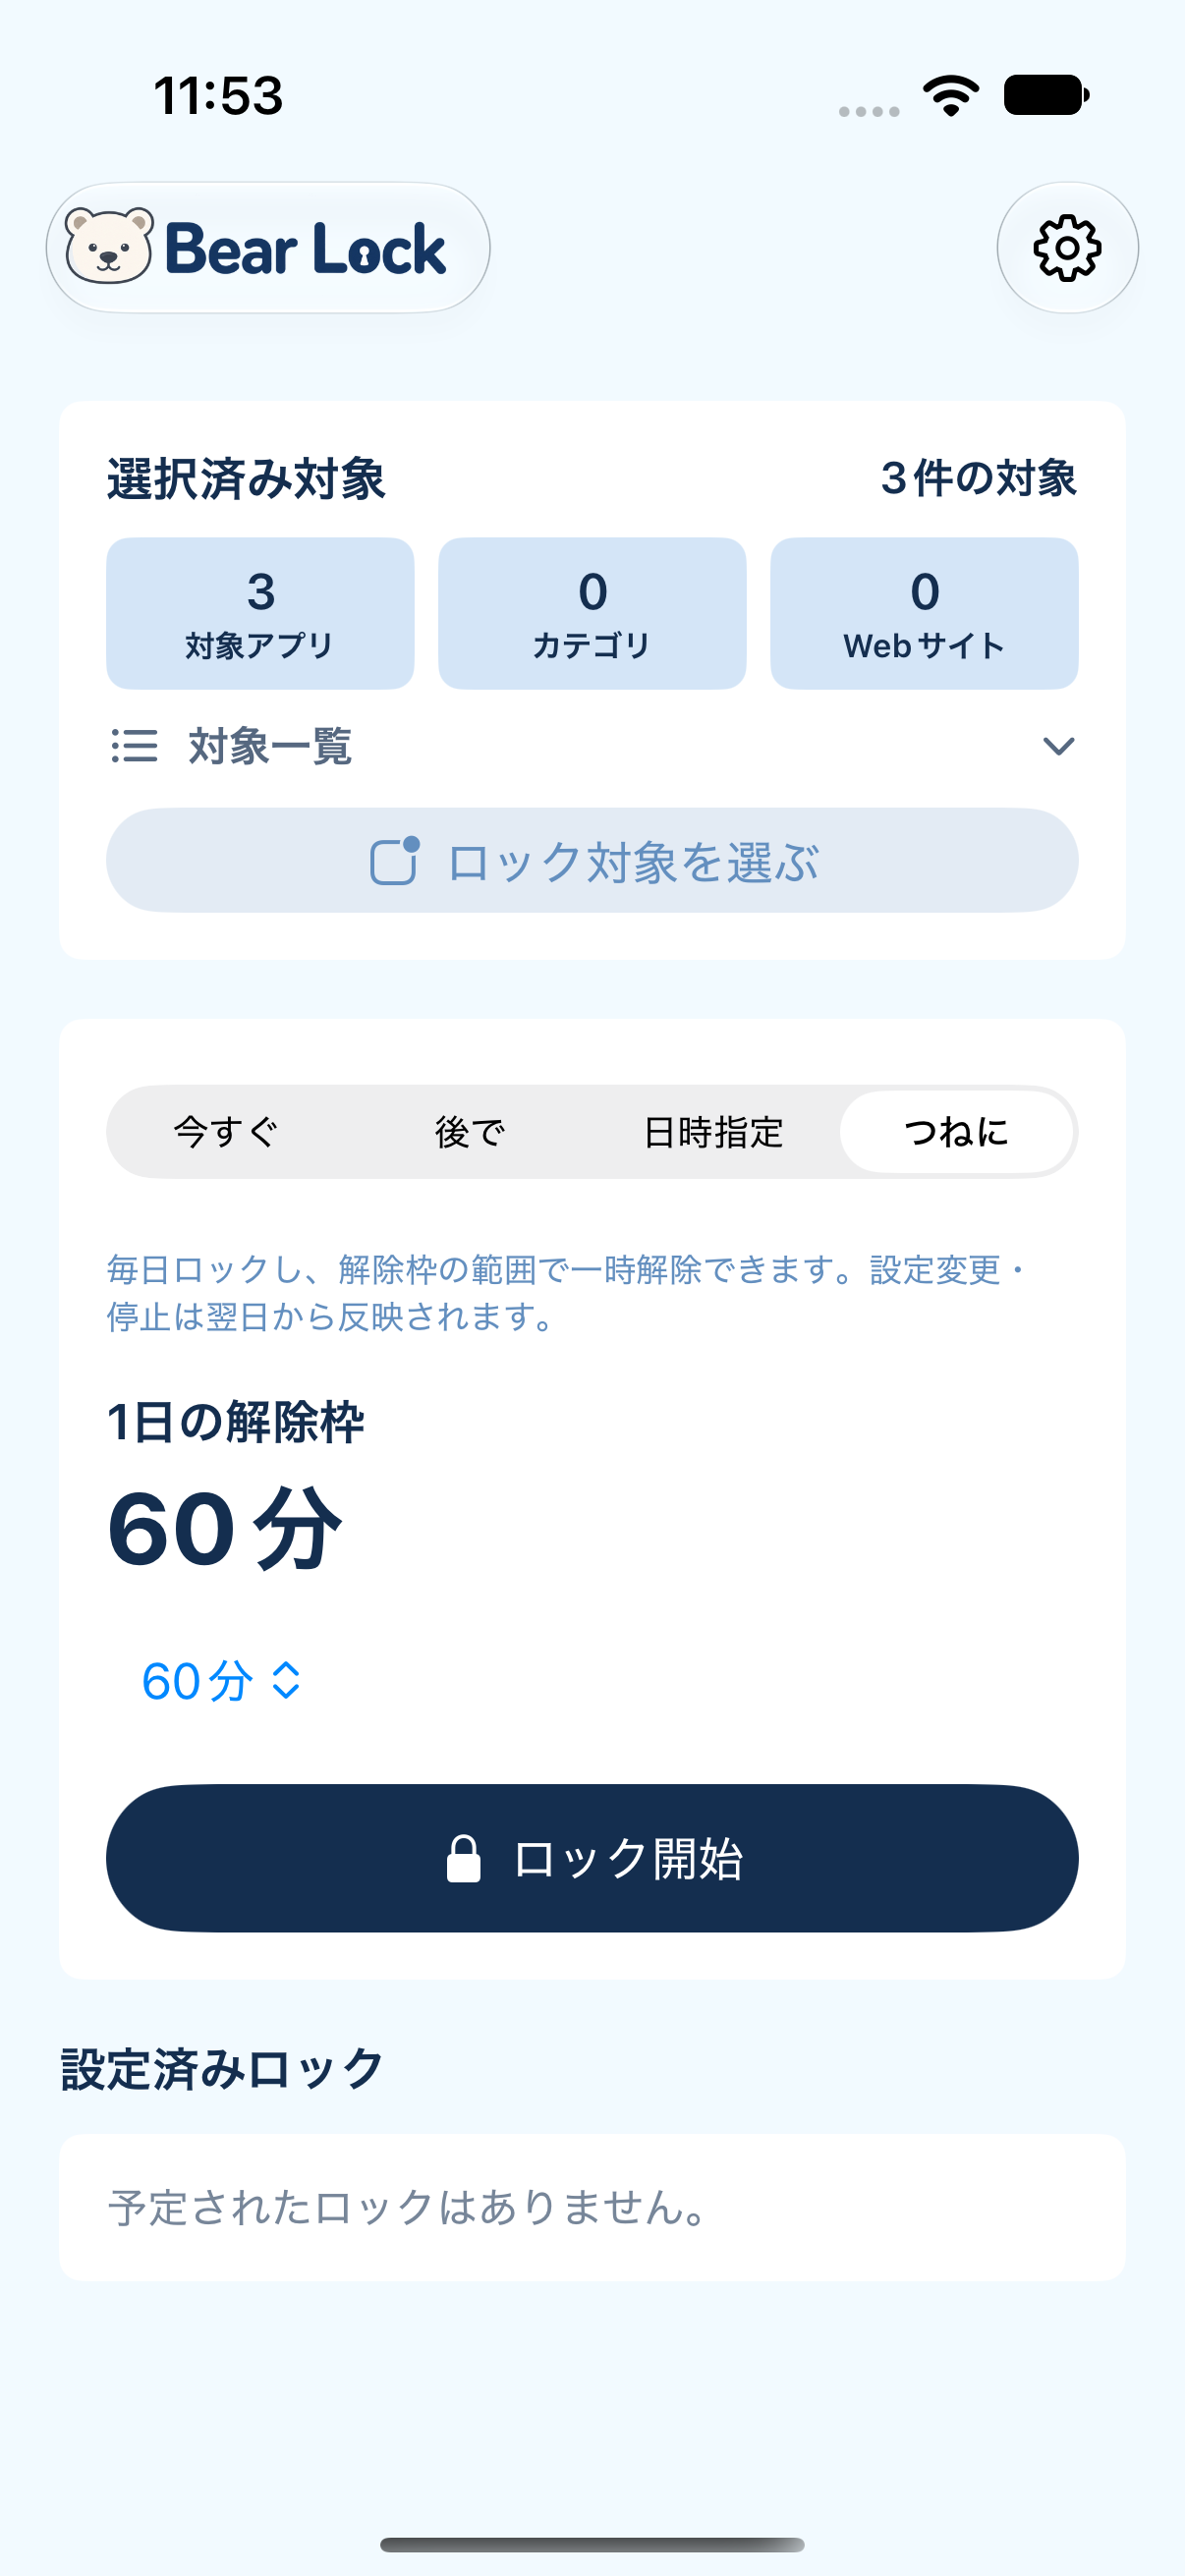 11:53
Bear Lock
選択済み対象
3件の対象
3
対象アプリ
0
カテゴリ
0
Webサイト
対象一覧
ロック対象を選ぶ
今すぐ
後で
日時指定
つねに
毎日ロックし、解除枠の範囲で一時解除できます。設定変更・
停止は翌日から反映されます。
1日の解除枠
60分
60分
ロック開始
設定済みロック
予定されたロックはありません。